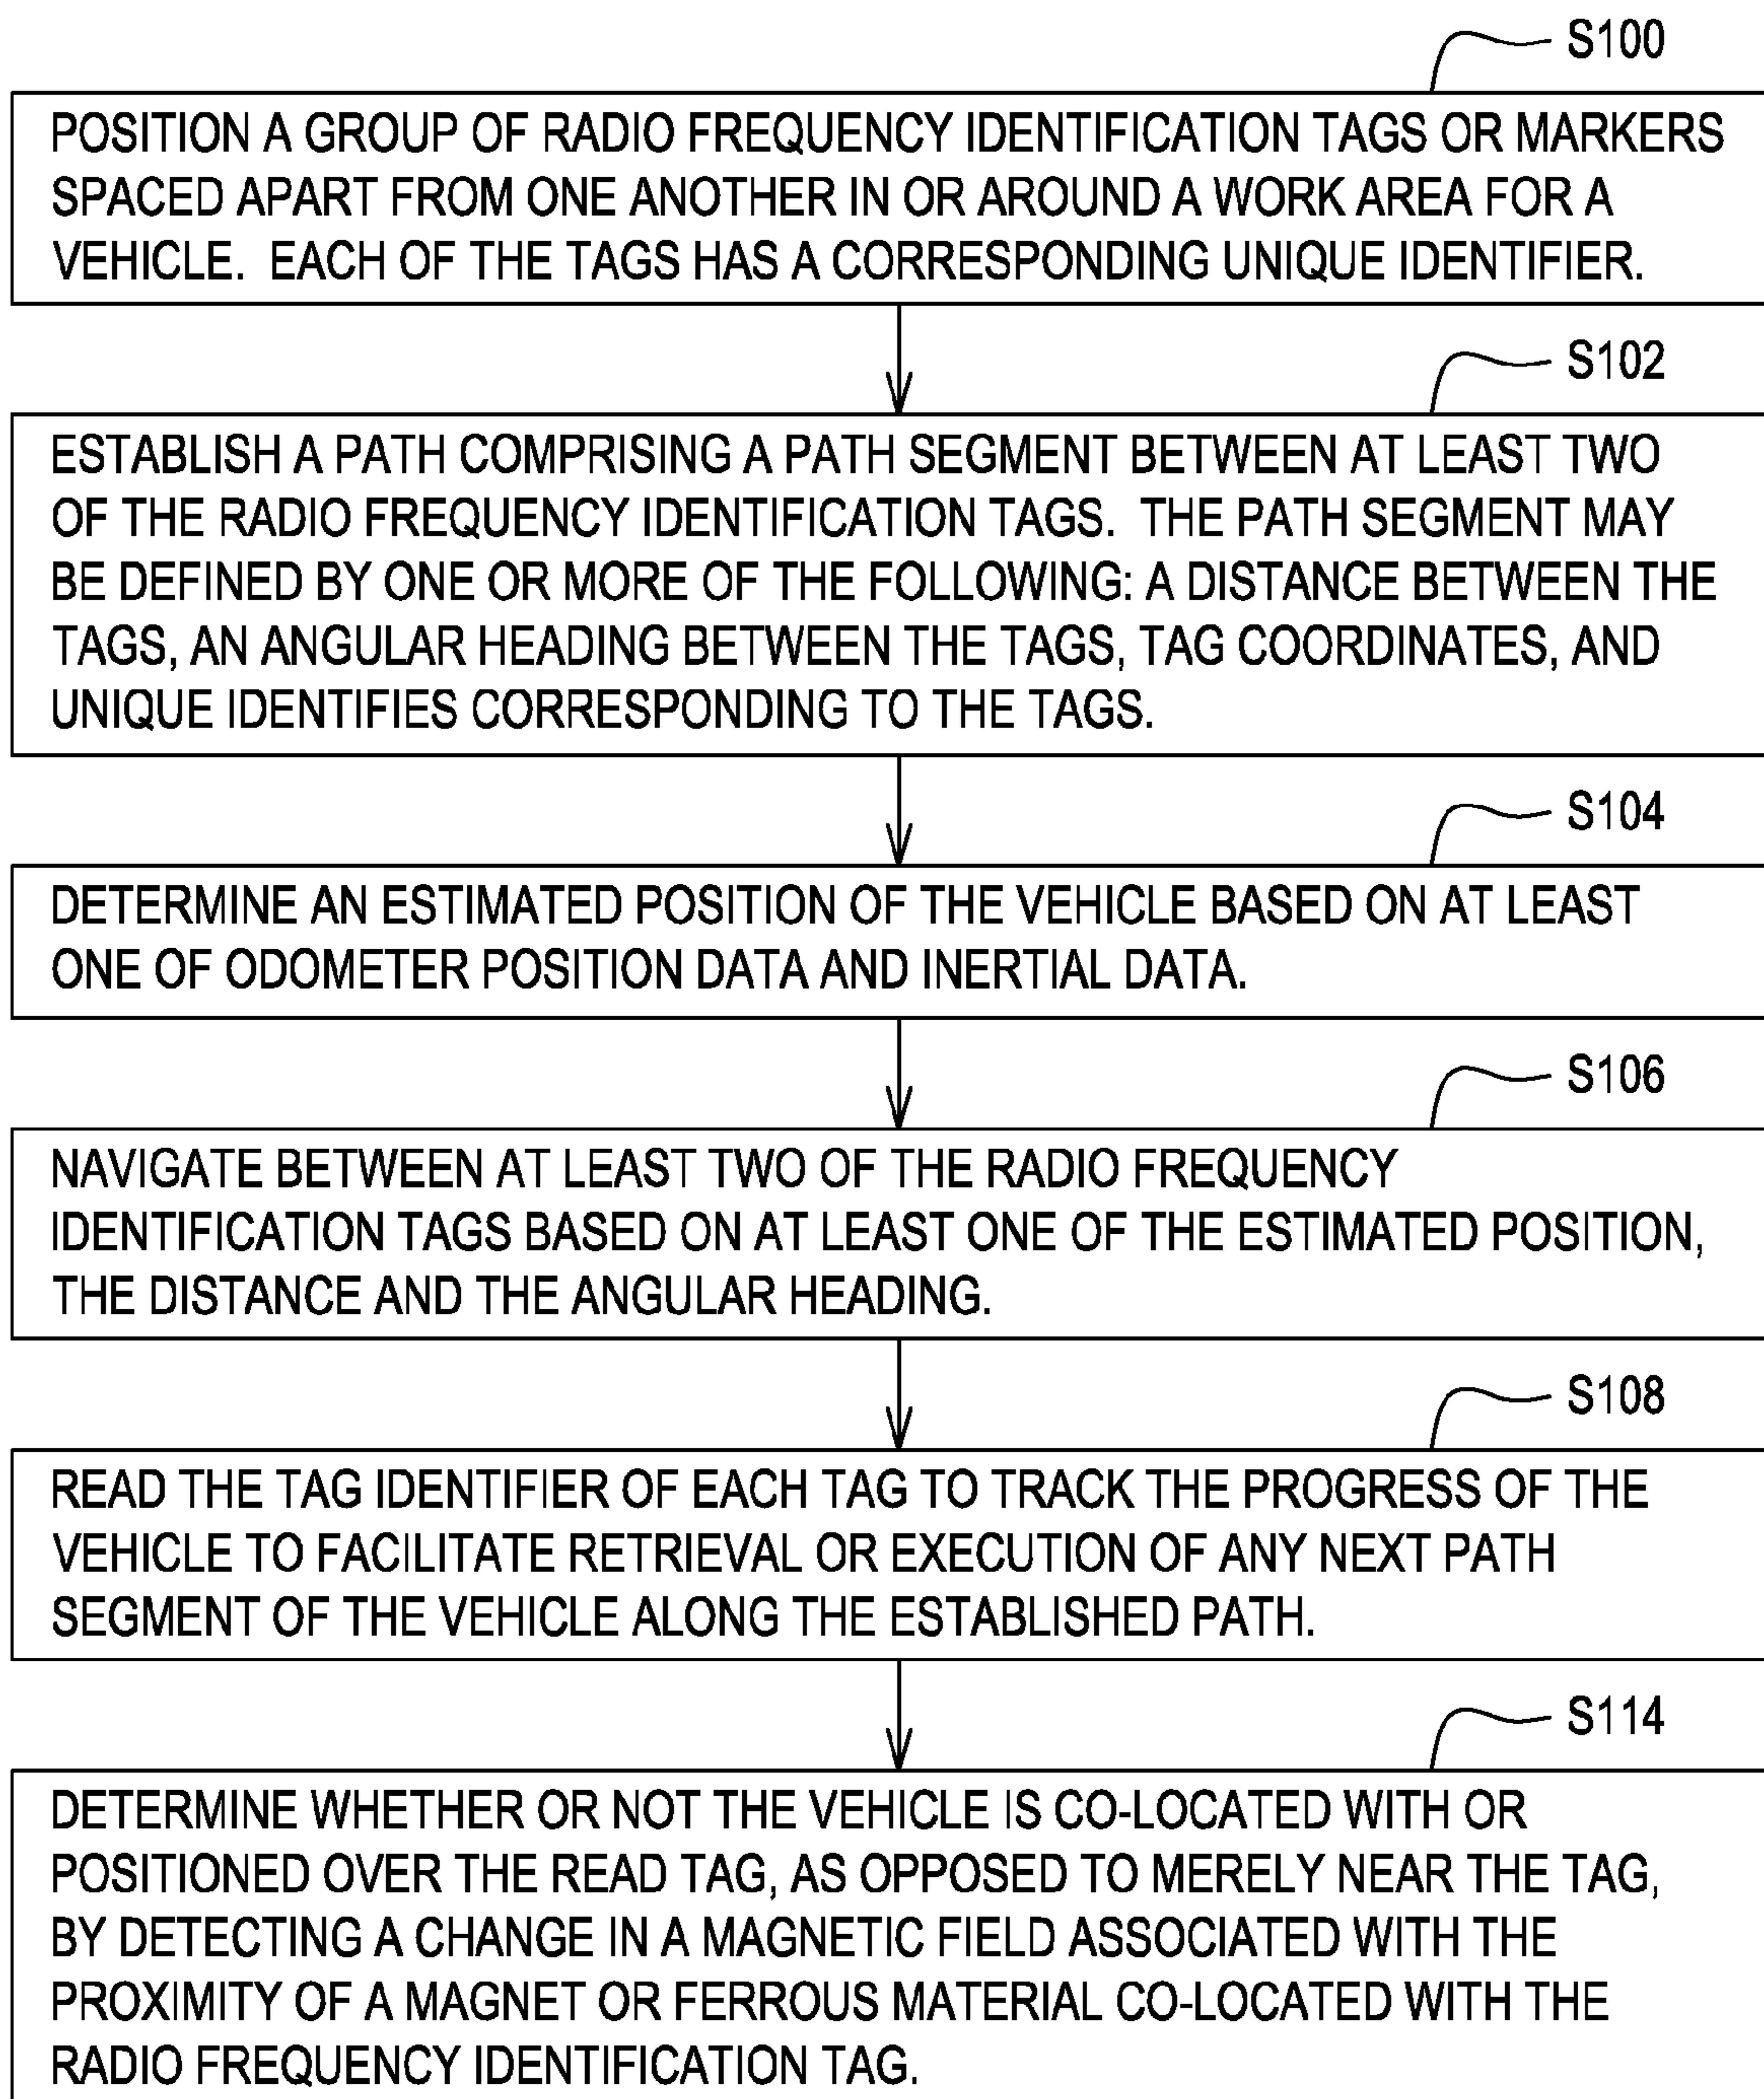 S100
POSITION A GROUP OF RADIO FREQUENCY IDENTIFICATION TAGS OR MARKERS
SPACED APART FROM ONE ANOTHER IN OR AROUND A WORK AREA FOR A
VEHICLE. EACH OF THE TAGS HAS A CORRESPONDING UNIQUE IDENTIFIER.
S102
ESTABLISH A PATH COMPRISING A PATH SEGMENT BETWEEN AT LEAST TWO
OF THE RADIO FREQUENCY IDENTIFICATION TAGS. THE PATH SEGMENT MAY
BE DEFINED BY ONE OR MORE OF THE FOLLOWING: A DISTANCE BETWEEN THE
TAGS, AN ANGULAR HEADING BETWEEN THE TAGS, TAG COORDINATES, AND
UNIQUE IDENTIFIES CORRESPONDING TO THE TAGS.
S104
DETERMINE AN ESTIMATED POSITION OF THE VEHICLE BASED ON AT LEAST
ONE OF ODOMETER POSITION DATA AND INERTIAL DATA.
S106
NAVIGATE BETWEEN AT LEAST TWO OF THE RADIO FREQUENCY
IDENTIFICATION TAGS BASED ON AT LEAST ONE OF THE ESTIMATED POSITION,
THE DISTANCE AND THE ANGULAR HEADING.
S108
READ THE TAG IDENTIFIER OF EACH TAG TO TRACK THE PROGRESS OF THE
VEHICLE TO FACILITATE RETRIEVAL OR EXECUTION OF ANY NEXT PATH
SEGMENT OF THE VEHICLE ALONG THE ESTABLISHED PATH.
S114
DETERMINE WHETHER OR NOT THE VEHICLE IS CO-LOCATED WITH OR
POSITIONED OVER THE READ TAG, AS OPPOSED TO MERELY NEAR THE TAG,
BY DETECTING A CHANGE IN A MAGNETIC FIELD ASSOCIATED WITH THE
PROXIMITY OF A MAGNET OR FERROUS MATERIAL CO-LOCATED WITH THE
RADIO FREQUENCY IDENTIFICATION TAG.